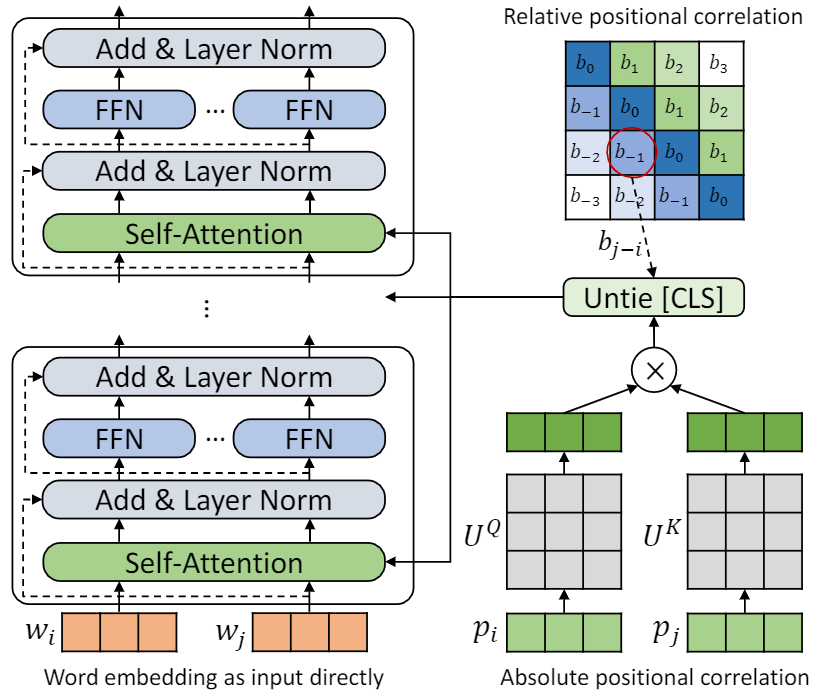 Add & Layer Norm
FFN ... FFN
Add & Layer Norm
Self-Attention
⋮
Add & Layer Norm
FFN ... FFN
Add & Layer Norm
Self-Attention
w_i w_j
Word embedding as input directly
Relative positional correlation
b_0 b_1 b_2 b_3
b_{-1} b_0 b_1 b_2
b_{-2} b_{-1} b_0 b_1
b_{-3} b_{-2} b_{-1} b_0
b_{j-i}
Untie [CLS]
×
U^Q U^K
p_i p_j
Absolute positional correlation